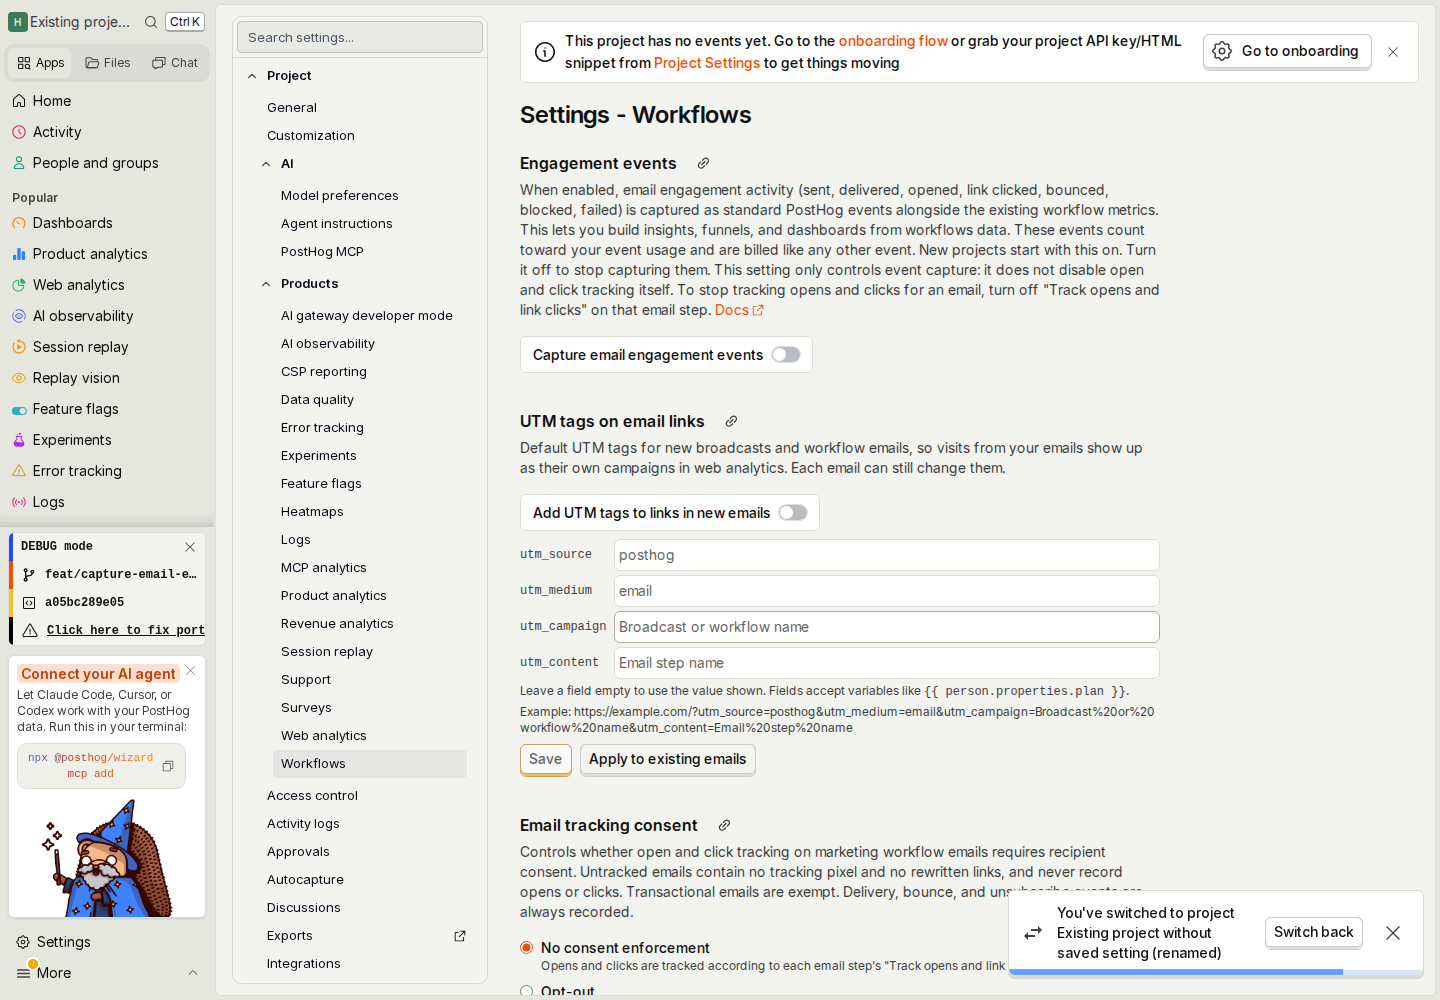 H Existing proje... Ctrl K
Apps Files Chat
Home
Activity
People and groups
Popular
Dashboards
Product analytics
Web analytics
AI observability
Session replay
Replay vision
Feature flags
Experiments
Error tracking
Logs
DEBUG mode
feat/capture-email-e…
a05bc289e05
Click here to fix port
Connect your AI agent
Let Claude Code, Cursor, or
Codex work with your PostHog
data. Run this in your terminal:
npx @posthog/wizard
mcp add
Settings
More
Search settings...
Project
General
Customization
AI
Model preferences
Agent instructions
PostHog MCP
Products
AI gateway developer mode
AI observability
CSP reporting
Data quality
Error tracking
Experiments
Feature flags
Heatmaps
Logs
MCP analytics
Product analytics
Revenue analytics
Session replay
Support
Surveys
Web analytics
Workflows
Access control
Activity logs
Approvals
Autocapture
Discussions
Exports
Integrations
This project has no events yet. Go to the onboarding flow or grab your project API key/HTML
snippet from Project Settings to get things moving
Go to onboarding
Settings - Workflows
Engagement events
When enabled, email engagement activity (sent, delivered, opened, link clicked, bounced,
blocked, failed) is captured as standard PostHog events alongside the existing workflow metrics.
This lets you build insights, funnels, and dashboards from workflows data. These events count
toward your event usage and are billed like any other event. New projects start with this on. Turn
it off to stop capturing them. This setting only controls event capture: it does not disable open
and click tracking itself. To stop tracking opens and clicks for an email, turn off "Track opens and
link clicks" on that email step. Docs
Capture email engagement events
UTM tags on email links
Default UTM tags for new broadcasts and workflow emails, so visits from your emails show up
as their own campaigns in web analytics. Each email can still change them.
Add UTM tags to links in new emails
utm_source posthog
utm_medium email
utm_campaign Broadcast or workflow name
utm_content Email step name
Leave a field empty to use the value shown. Fields accept variables like {{ person.properties.plan }}.
Example: https://example.com/?utm_source=posthog&utm_medium=email&utm_campaign=Broadcast%20or%20
workflow%20name&utm_content=Email%20step%20name
Save Apply to existing emails
Email tracking consent
Controls whether open and click tracking on marketing workflow emails requires recipient
consent. Untracked emails contain no tracking pixel and no rewritten links, and never record
opens or clicks. Transactional emails are exempt. Delivery, bounce, and unsubscribe events are
always recorded.
No consent enforcement
Opens and clicks are tracked according to each email step's "Track opens and link
Opt-out
You've switched to project
Existing project without
saved setting (renamed)
Switch back